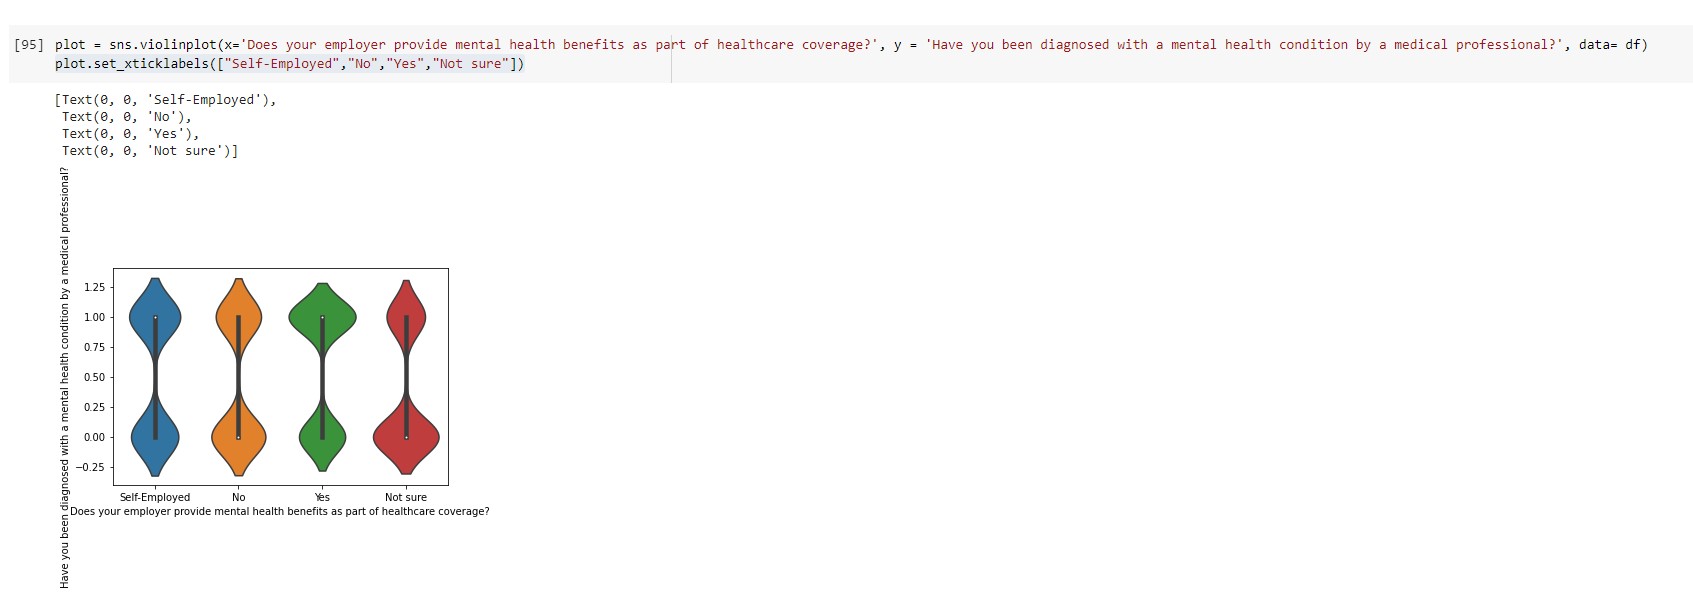 [95] plot = sns.violinplot(x='Does your employer provide mental health benefits as part of healthcare coverage?', y = 'Have you been diagnosed with a mental health condition by a medical professional?', data= df)
plot.set_xticklabels(["Self-Employed","No","Yes","Not sure"])
[Text(0, 0, 'Self-Employed'),
Text(0, 0, 'No'),
Text(0, 0, 'Yes'),
Text(0, 0, 'Not sure')]
Have you been diagnosed with a mental health condition by a medical professional?
1.25
1.00
0.75
0.50
0.25
0.00
−0.25
Self-Employed No Yes Not sure
Does your employer provide mental health benefits as part of healthcare coverage?